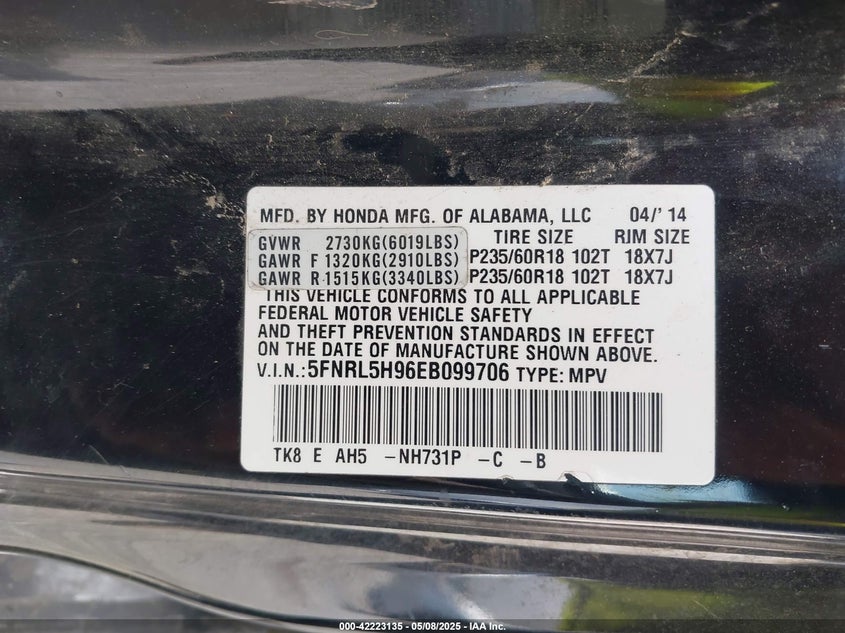 MFD. BY HONDA MFG. OF ALABAMA, LLC 04/' 14
GVWR 2730KG(6019LBS) TIRE SIZE RIM SIZE
GAWR F 1320KG(2910LBS) P235/60R18 102T 18X7J
GAWR R 1515KG(3340LBS) P235/60R18 102T 18X7J
THIS VEHICLE CONFORMS TO ALL APPLICABLE
FEDERAL MOTOR VEHICLE SAFETY
AND THEFT PREVENTION STANDARDS IN EFFECT
ON THE DATE OF MANUFACTURE SHOWN ABOVE.
V.I.N.:5FNRL5H96EB099706 TYPE: MPV
TK8 E AH5 -NH731P -C -B
000-42223135 - 05/08/2025 - IAA Inc.